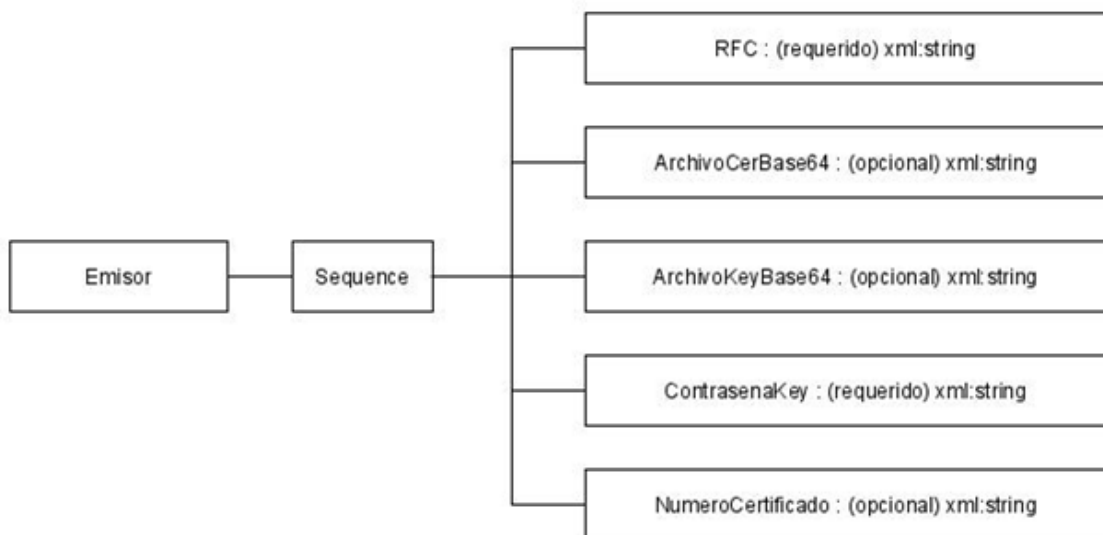 Emisor
Sequence
RFC : (requerido) xml:string
ArchivoCerBase64 : (opcional) xml:string
ArchivoKeyBase64 : (opcional) xml:string
ContrasenaKey : (requerido) xml:string
NumeroCertificado : (opcional) xml:string